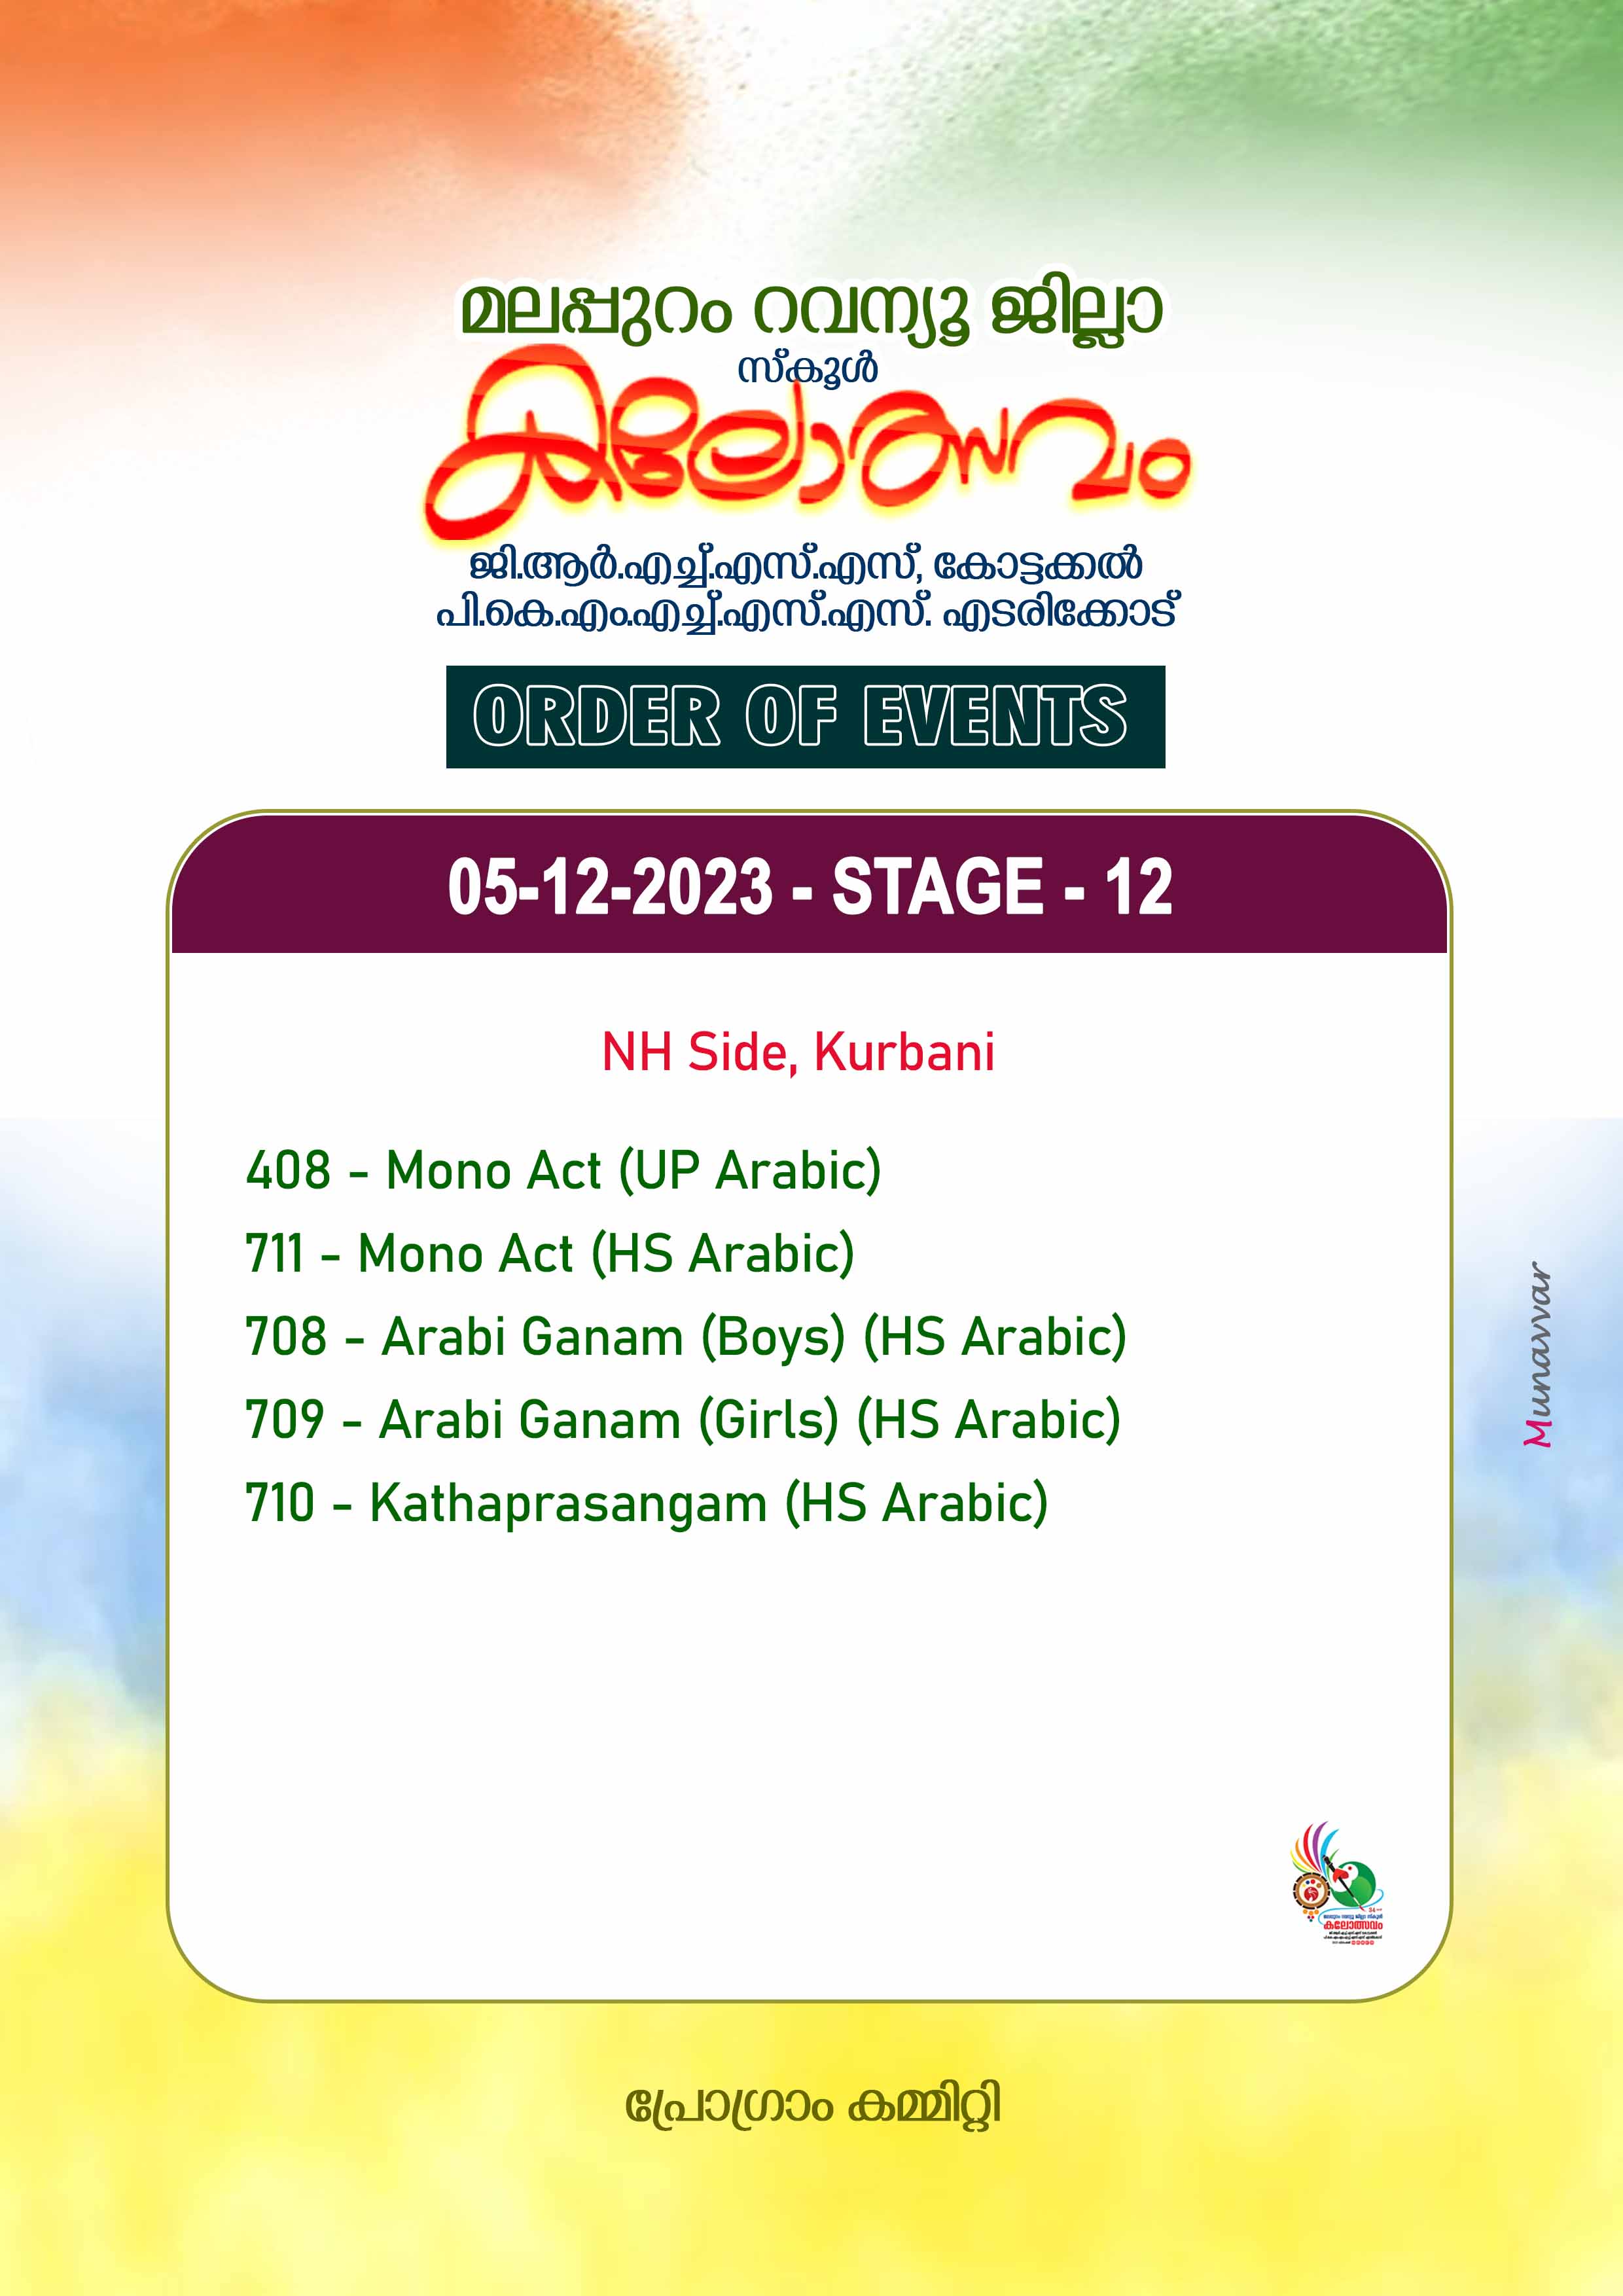 മലപ്പുറം റവന്യൂ ജില്ലാ
സ്കൂൾ
കലോത്സവം
ജി.ആർ.എച്ച്.എസ്.എസ്, കോട്ടക്കൽ
പി.കെ.എം.എച്ച്.എസ്.എസ്. എടരിക്കോട്
ORDER OF EVENTS
05-12-2023 - STAGE - 12
NH Side, Kurbani
408 - Mono Act (UP Arabic)
711 - Mono Act (HS Arabic)
708 - Arabi Ganam (Boys) (HS Arabic)
709 - Arabi Ganam (Girls) (HS Arabic)
710 - Kathaprasangam (HS Arabic)
Munavvar
കലോത്സവം
പ്രോഗ്രാം കമ്മിറ്റി